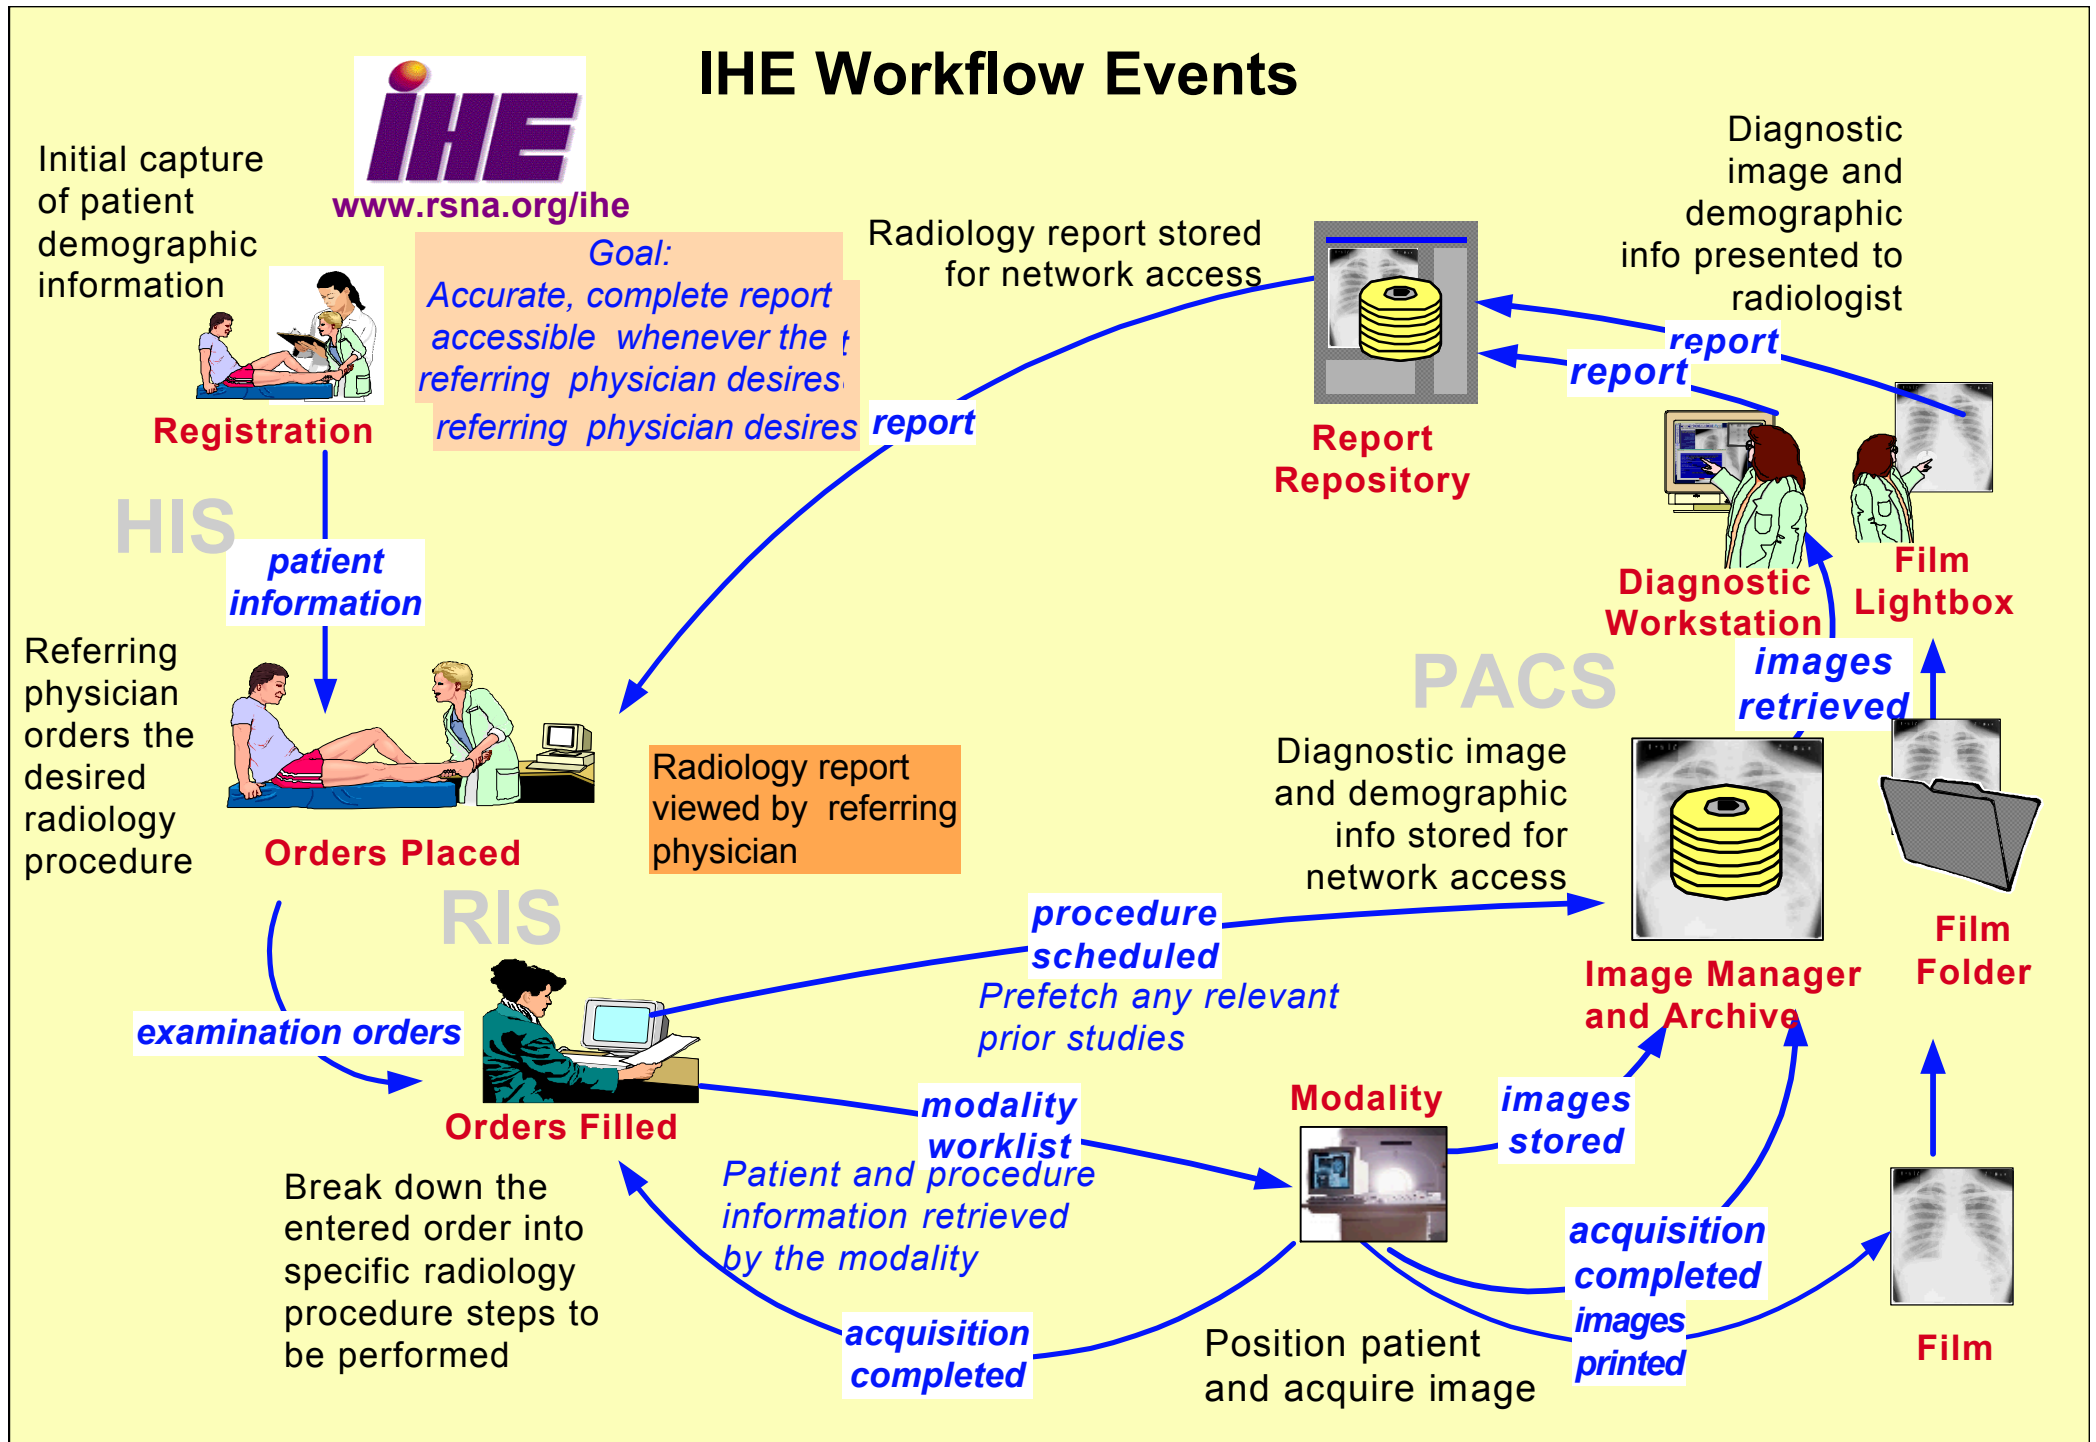 IHE Workflow Events
iHE
www.rsna.org/ihe
Initial capture
of patient
demographic
information
Goal:
Accurate, complete report
accessible whenever the
referring physician desires
referring physician desires
Registration
HIS
patient
information
Referring
physician
orders the
desired
radiology
procedure
Orders Placed
Radiology report
viewed by referring
physician
report
Radiology report stored
for network access
Report
Repository
Diagnostic
image and
demographic
info presented to
radiologist
report
report
Diagnostic
Workstation
Film
Lightbox
PACS
images
retrieved
Diagnostic image
and demographic
info stored for
network access
Image Manager
and Archive
Film
Folder
RIS
examination orders
Orders Filled
Break down the
entered order into
specific radiology
procedure steps to
be performed
procedure
scheduled
Prefetch any relevant
prior studies
modality
worklist
Patient and procedure
information retrieved
by the modality
acquisition
completed
Modality
Position patient
and acquire image
images
stored
acquisition
completed
images
printed
Film